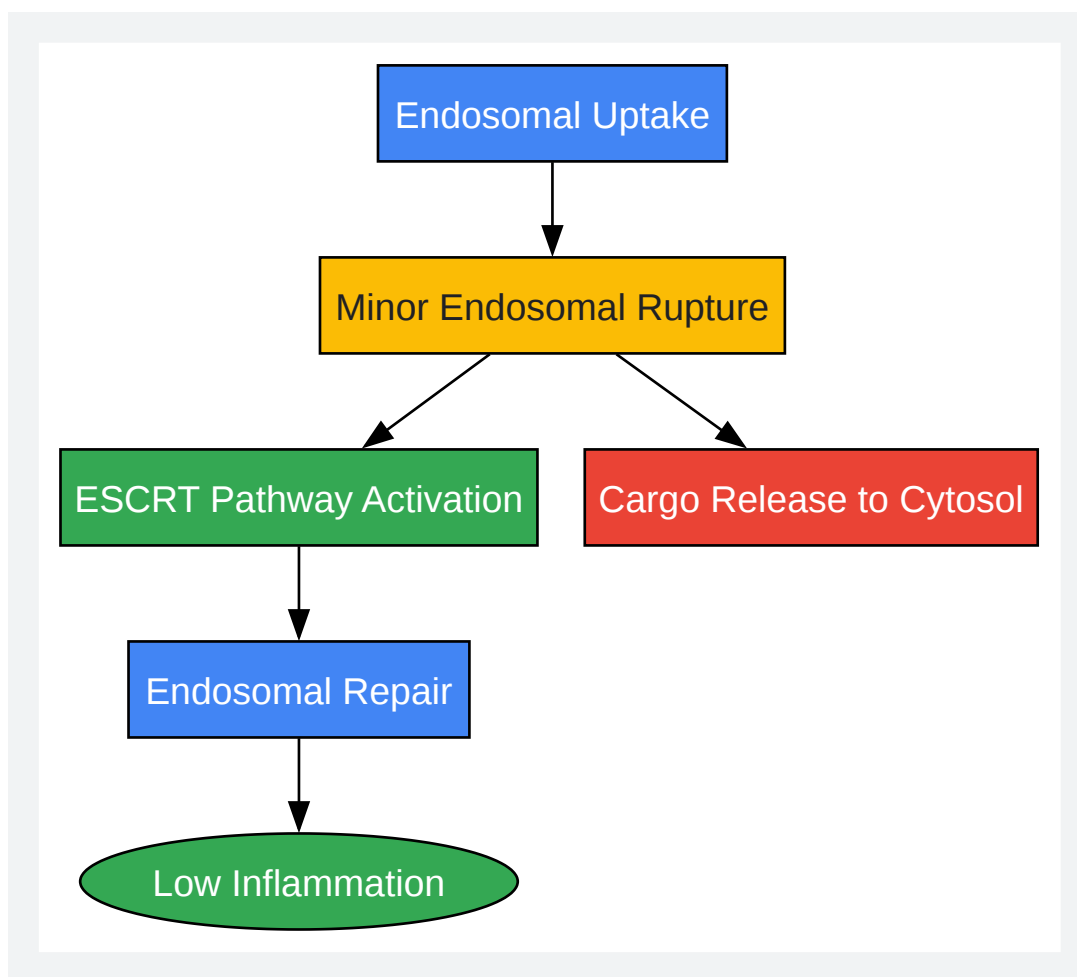 Endosomal Uptake
Minor Endosomal Rupture
ESCRT Pathway Activation
Cargo Release to Cytosol
Endosomal Repair
Low Inflammation